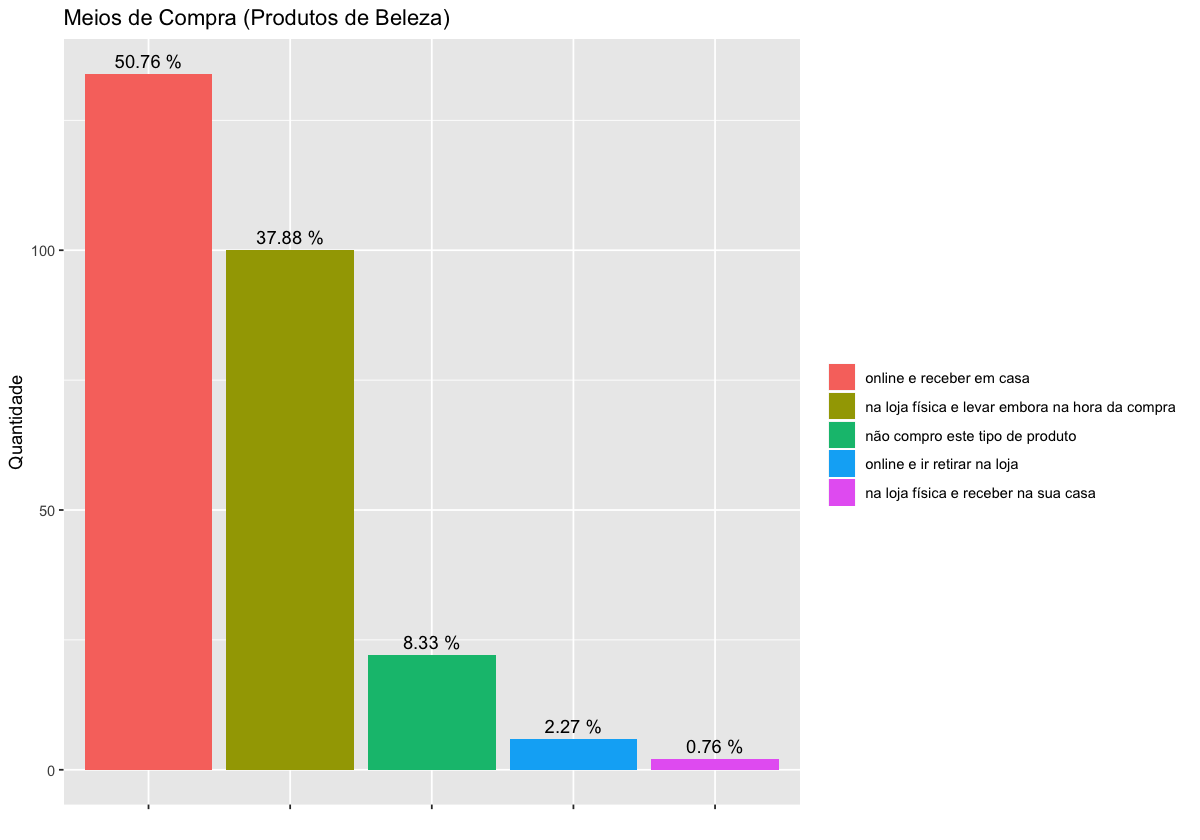 Meios de Compra (Produtos de Beleza)
50.76 %
37.88 %
8.33 %
2.27 %
0.76 %
100
50
0
Quantidade
online e receber em casa
na loja física e levar embora na hora da compra
não compro este tipo de produto
online e ir retirar na loja
na loja física e receber na sua casa